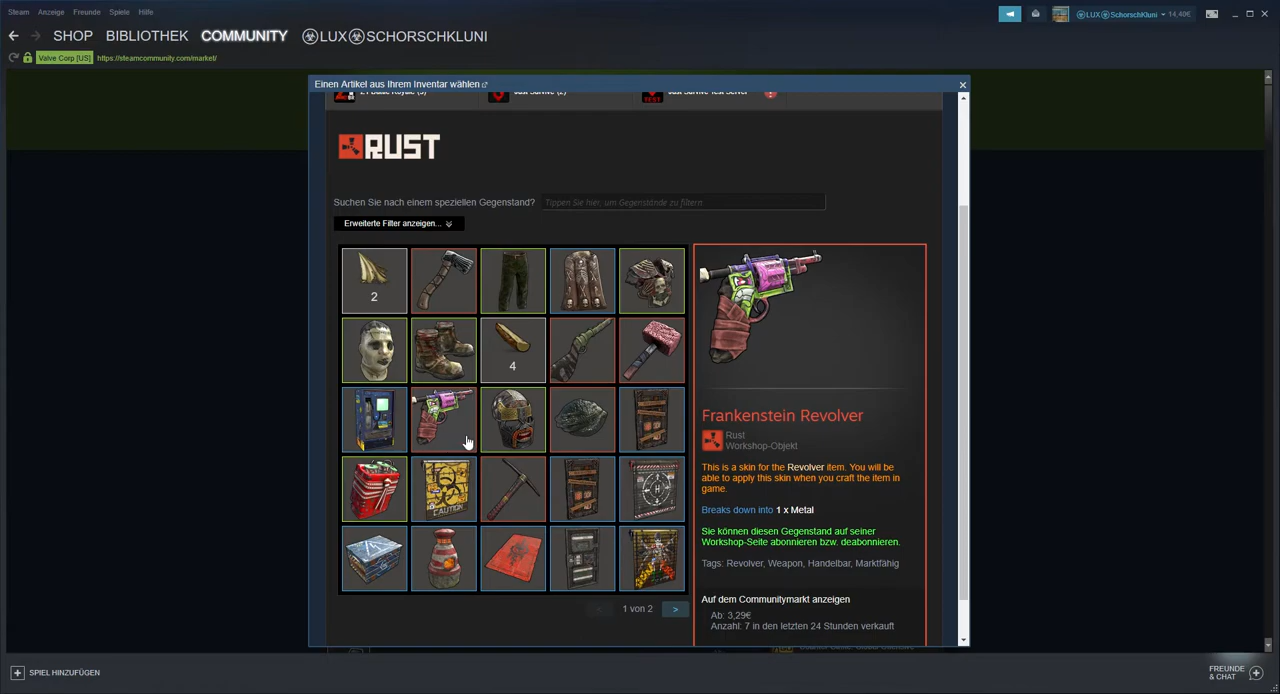 Steam Anzeige Freunde Spiele Hilfe
LUX SchorschKluni 14,40€
SHOP BIBLIOTHEK COMMUNITY LUX SCHORSCHKLUNI
Valve Corp [US] https://steamcommunity.com/market/
Einen Artikel aus Ihrem Inventar wählen
Just Survive Test Server
TEST
RUST
Suchen Sie nach einem speziellen Gegenstand? Tippen Sie hier, um Gegenstände zu filtern
Erweiterte Filter anzeigen...
2
4
CAUTION
1 von 2 >
Frankenstein Revolver
Rust
Workshop-Objekt
This is a skin for the Revolver item. You will
be able to apply this skin when you craft the item in
game.
Breaks down into 1 x Metal
Sie können diesen Gegenstand auf seiner
Workshop-Seite abonnieren bzw. deabonnieren.
Tags: Revolver, Weapon, Handelbar, Marktfähig
Auf dem Communitymarkt anzeigen
Ab: 3,29€
Anzahl: 7 in den letzten 24 Stunden verkauft
SPIEL HINZUFÜGEN
FREUNDE
& CHAT